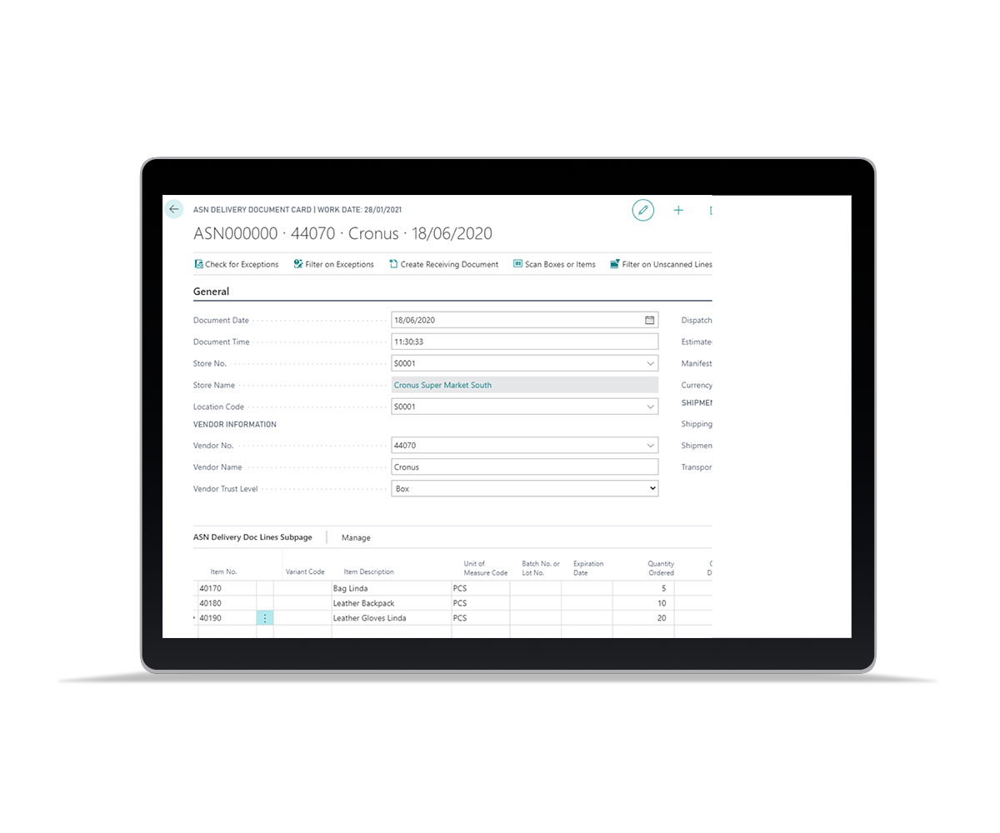 ASN DELIVERY DOCUMENT CARD | WORK DATE: 28/01/2021
ASN000000 · 44070 · Cronus · 18/06/2020
Check for Exceptions Filter on Exceptions Create Receiving Document Scan Boxes or Items Filter on Unscanned Lines
General
Document Date 18/06/2020 Dispatch
Document Time 11:30:33 Estimate
Store No. S0001 Manifest
Store Name Cronus Super Market South Currency
Location Code S0001 SHIPMEN
VENDOR INFORMATION Shipping
Vendor No. 44070 Shipmen
Vendor Name Cronus Transpor
Vendor Trust Level Box
ASN Delivery Doc Lines Subpage Manage
Item No. Variant Code Item Description Unit of Measure Code Batch No. or Lot No. Expiration Date Quantity Ordered
40170 Bag Linda PCS 5
40180 Leather Backpack PCS 10
40190 Leather Gloves Linda PCS 20